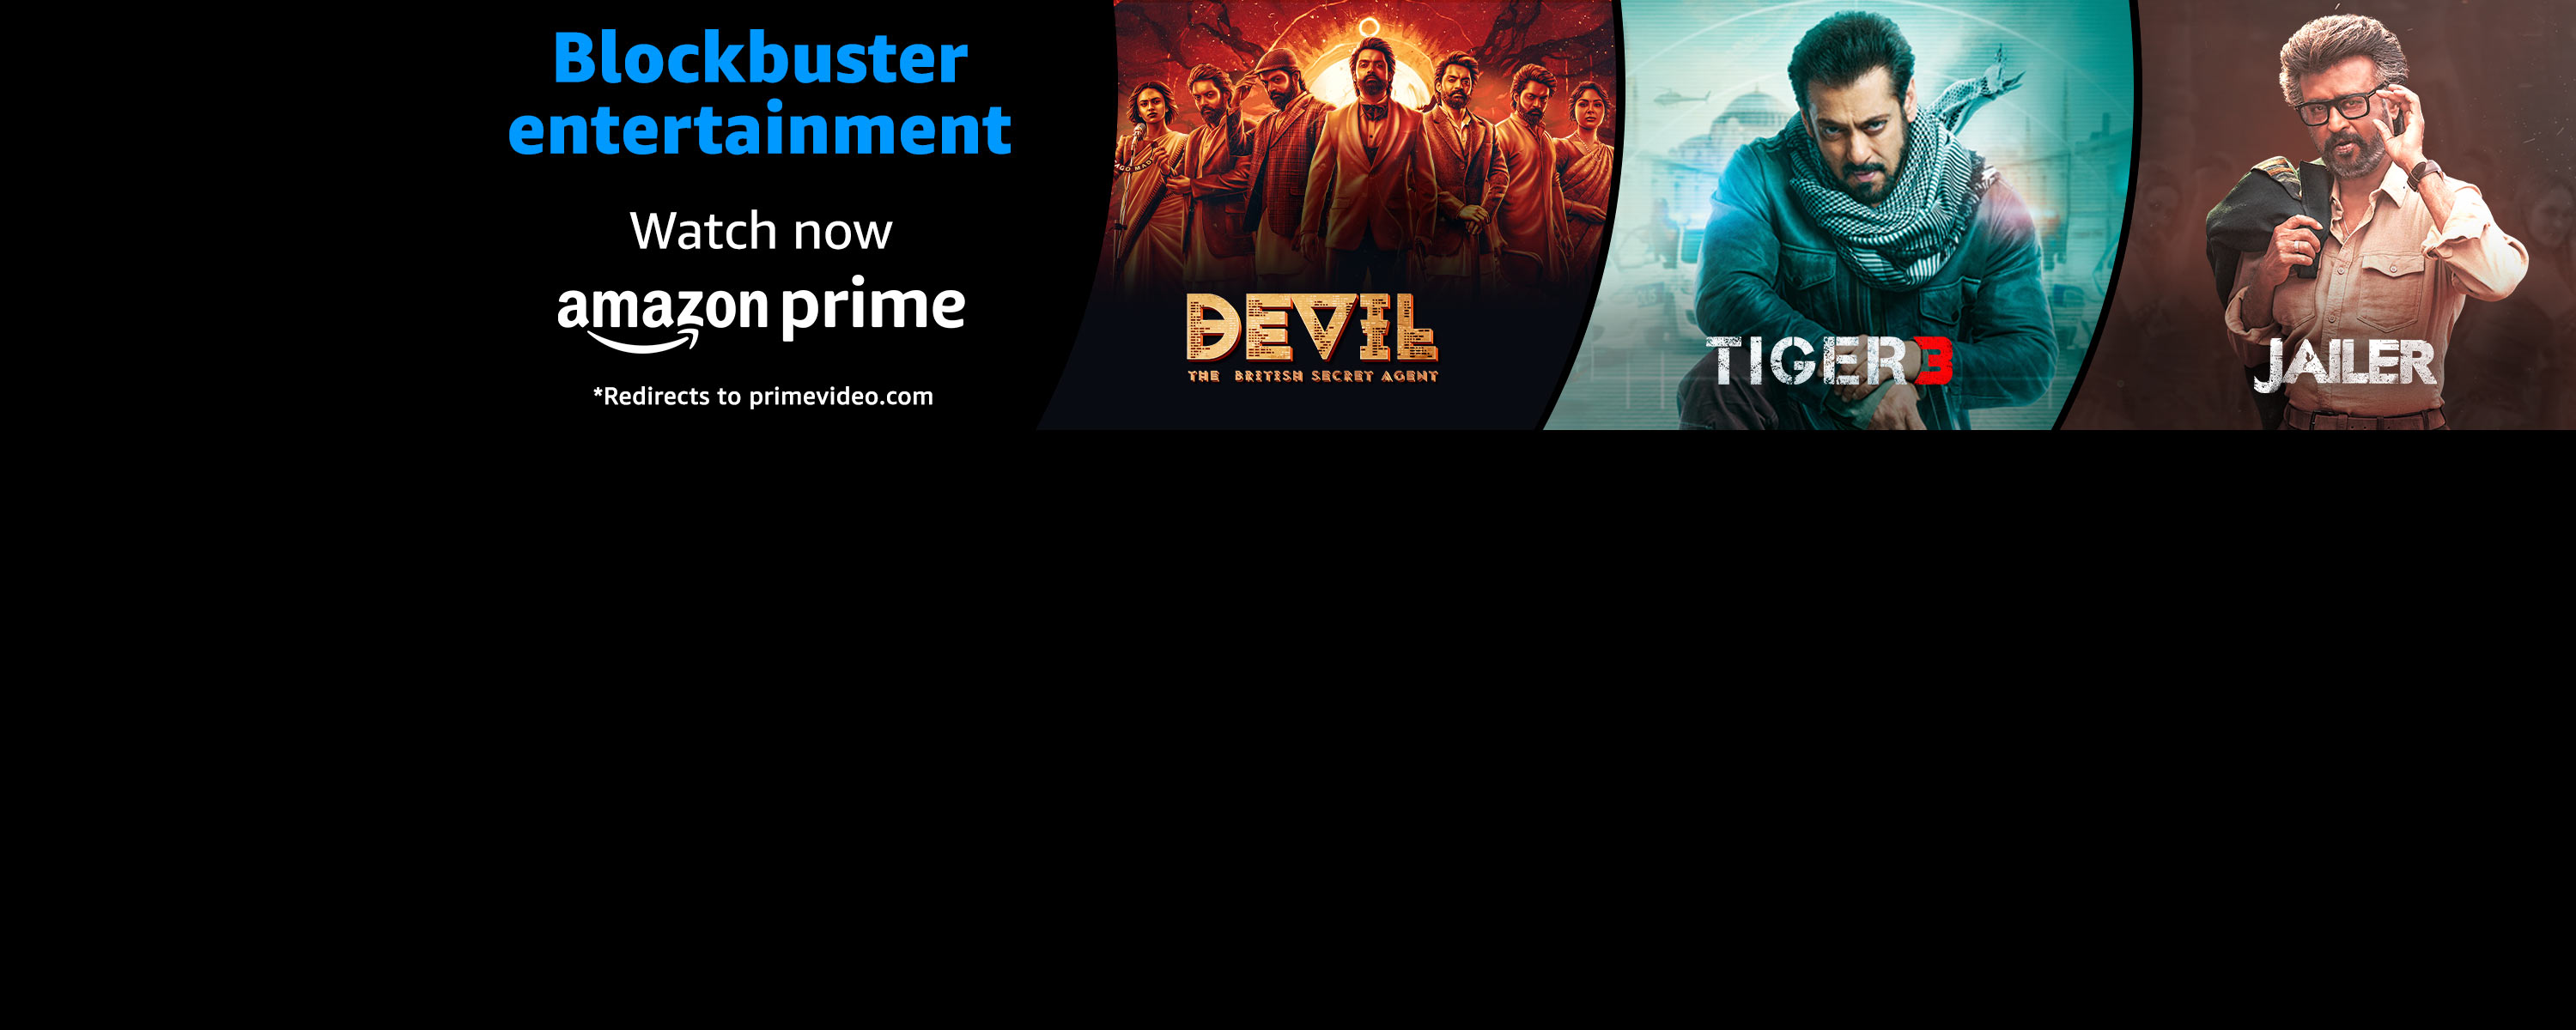 Blockbuster
entertainment
Watch now
amazon prime
*Redirects to primevideo.com
DEVIL
THE BRITISH SECRET AGENT
TIGER 3
JAILER